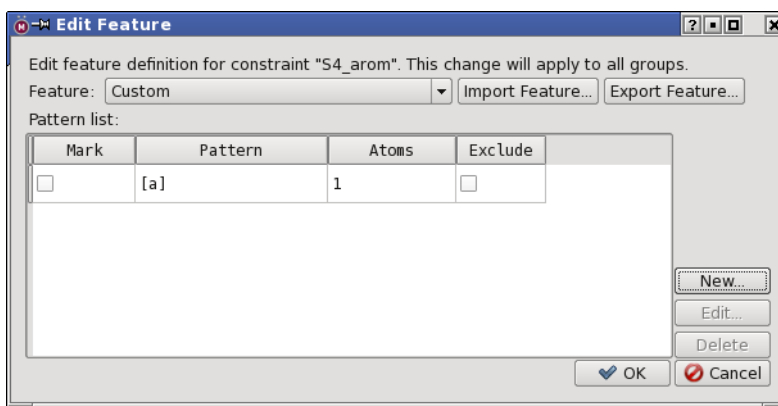 Edit Feature
Edit feature definition for constraint "S4_arom". This change will apply to all groups.
Feature: Custom Import Feature... Export Feature...
Pattern list:
Mark Pattern Atoms Exclude
[a] 1
New...
Edit...
Delete
OK Cancel